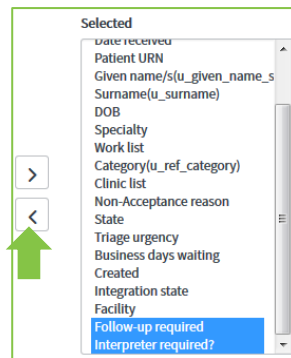 Selected
Date received
Patient URN
Given name/s(u_given_name_s
Surname(u_surname)
DOB
Specialty
Work list
Category(u_ref_category)
Clinic list
Non-Acceptance reason
State
Triage urgency
Business days waiting
Created
Integration state
Facility
Follow-up required
Interpreter required?